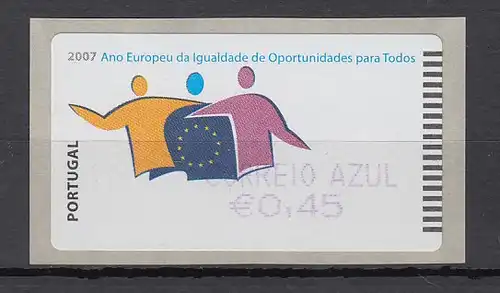 2007 Ano Europeu da Igualdade de Oportunidades para Todos
PORTUGAL
CORREIO AZUL
€0,45